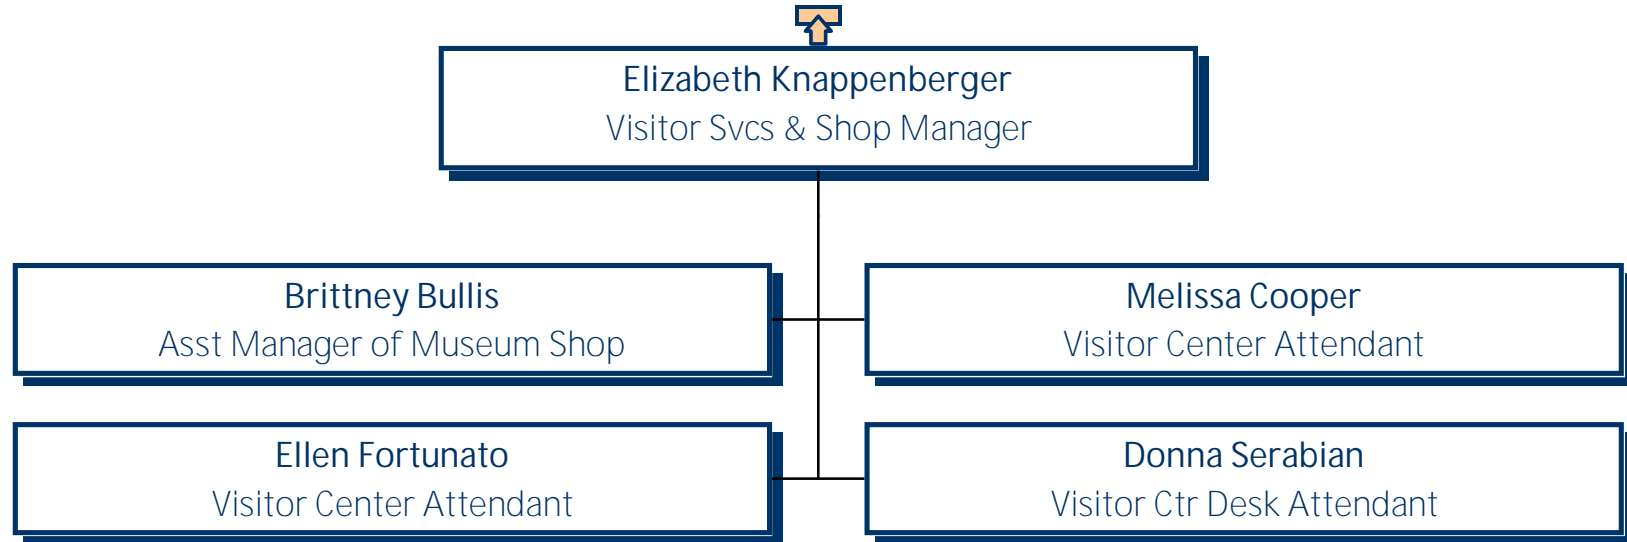 Elizabeth Knappenberger
Visitor Svcs & Shop Manager
Brittney Bullis
Asst Manager of Museum Shop
Melissa Cooper
Visitor Center Attendant
Ellen Fortunato
Visitor Center Attendant
Donna Serabian
Visitor Ctr Desk Attendant